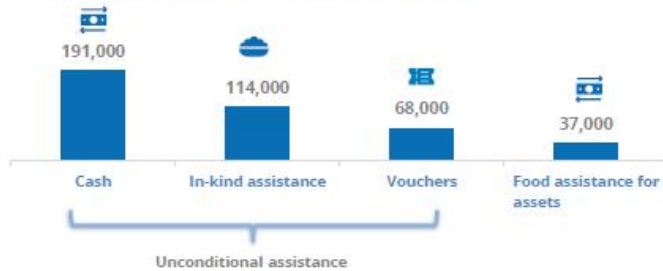 191,000
114,000
68,000
37,000
Cash
In-kind assistance
Vouchers
Food assistance for
assets
Unconditional assistance